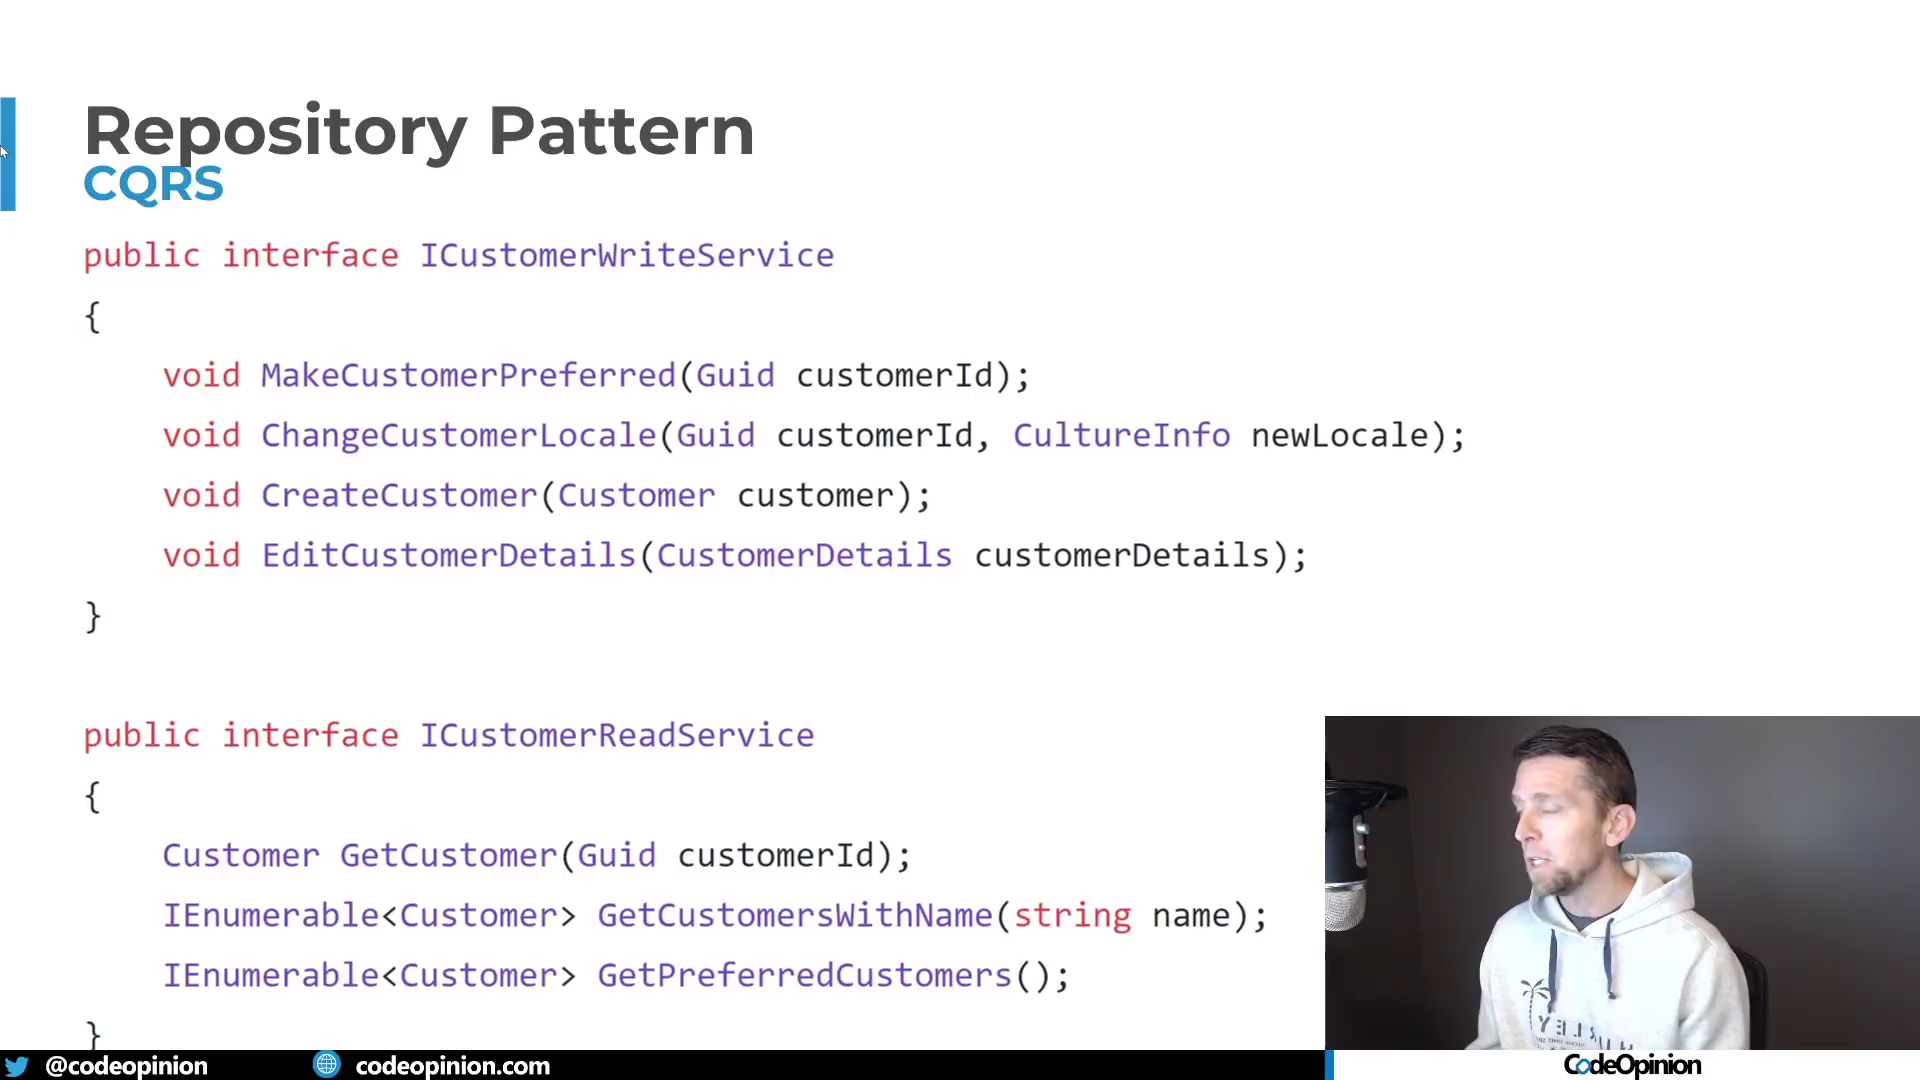 Repository Pattern
CQRS
public interface ICustomerWriteService
{
    void MakeCustomerPreferred(Guid customerId);
    void ChangeCustomerLocale(Guid customerId, CultureInfo newLocale);
    void CreateCustomer(Customer customer);
    void EditCustomerDetails(CustomerDetails customerDetails);
}
public interface ICustomerReadService
{
    Customer GetCustomer(Guid customerId);
    IEnumerable<Customer> GetCustomersWithName(string name);
    IEnumerable<Customer> GetPreferredCustomers();
}
@codeopinion
codeopinion.com
CodeOpinion